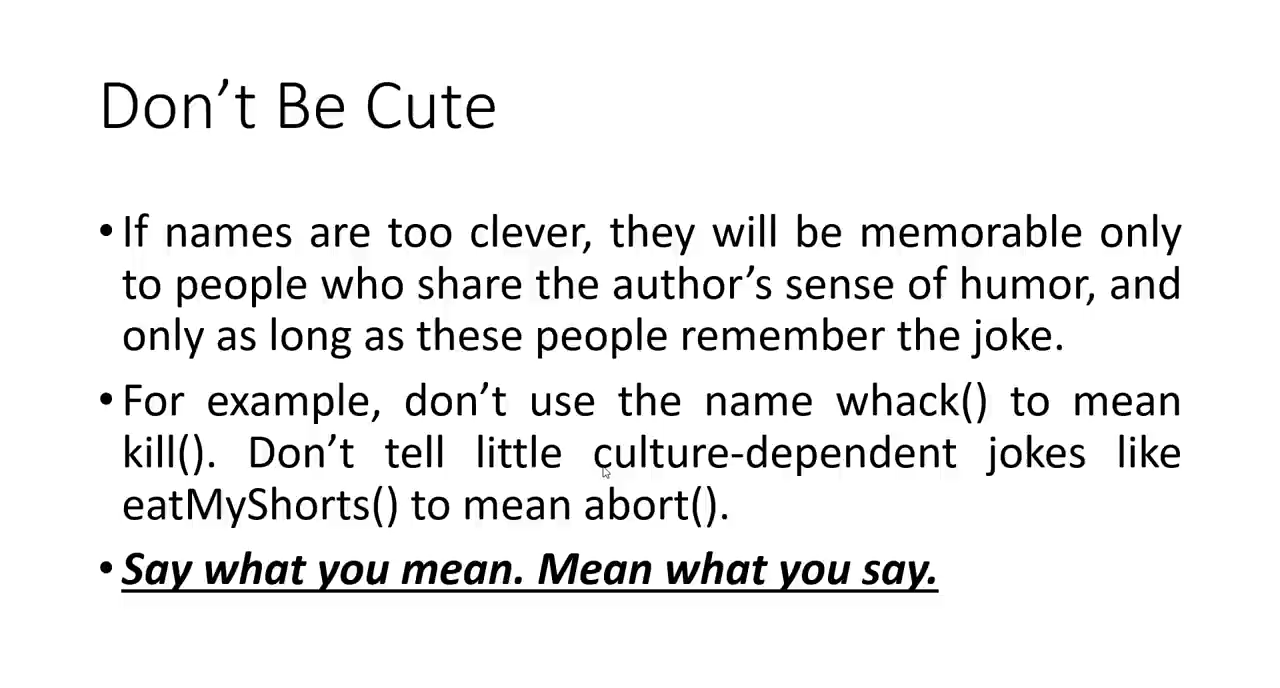 Don’t Be Cute
•If names are too clever, they will be memorable only
to people who share the author’s sense of humor, and
only as long as these people remember the joke.
•For example, don’t use the name whack() to mean
kill(). Don’t tell little culture-dependent jokes like
eatMyShorts() to mean abort().
•Say what you mean. Mean what you say.